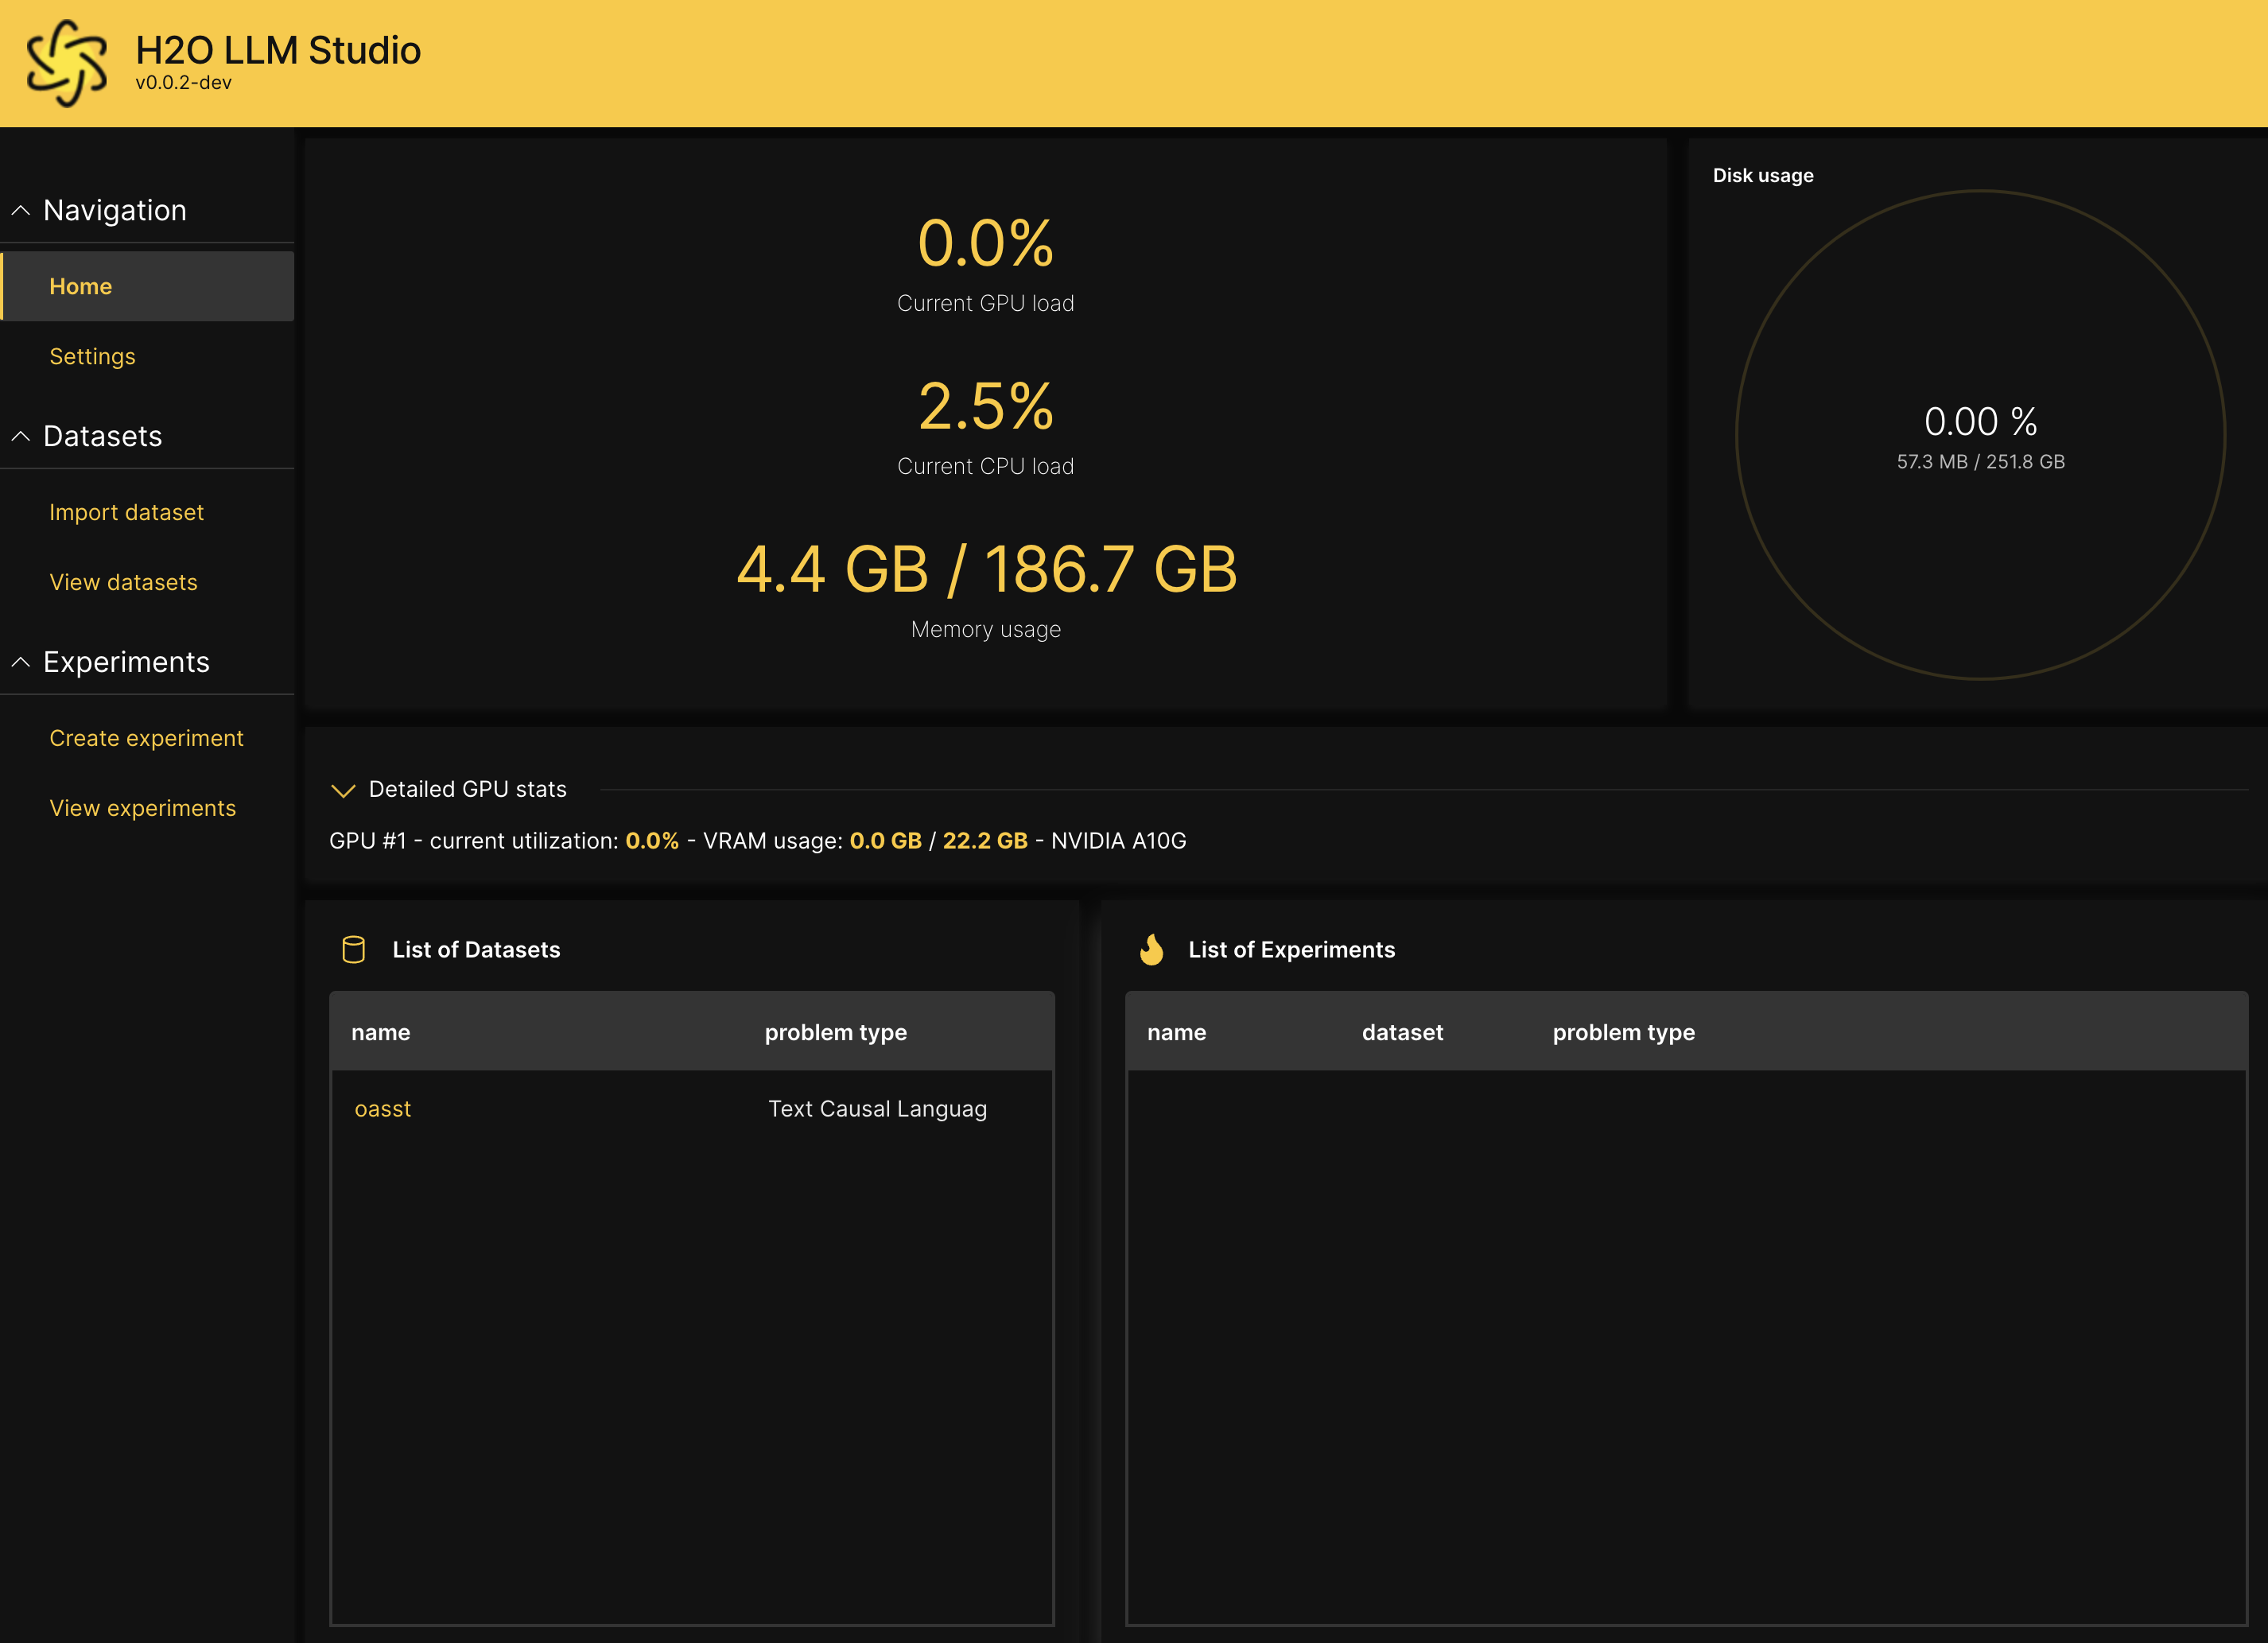 H2O LLM Studio
v0.0.2-dev
Navigation
Home
Settings
Datasets
Import dataset
View datasets
Experiments
Create experiment
View experiments
0.0%
Current GPU load
2.5%
Current CPU load
4.4 GB / 186.7 GB
Memory usage
Disk usage
0.00 %
57.3 MB / 251.8 GB
Detailed GPU stats
GPU #1 - current utilization: 0.0% - VRAM usage: 0.0 GB / 22.2 GB - NVIDIA A10G
List of Datasets
name problem type
oasst Text Causal Languag
List of Experiments
name dataset problem type